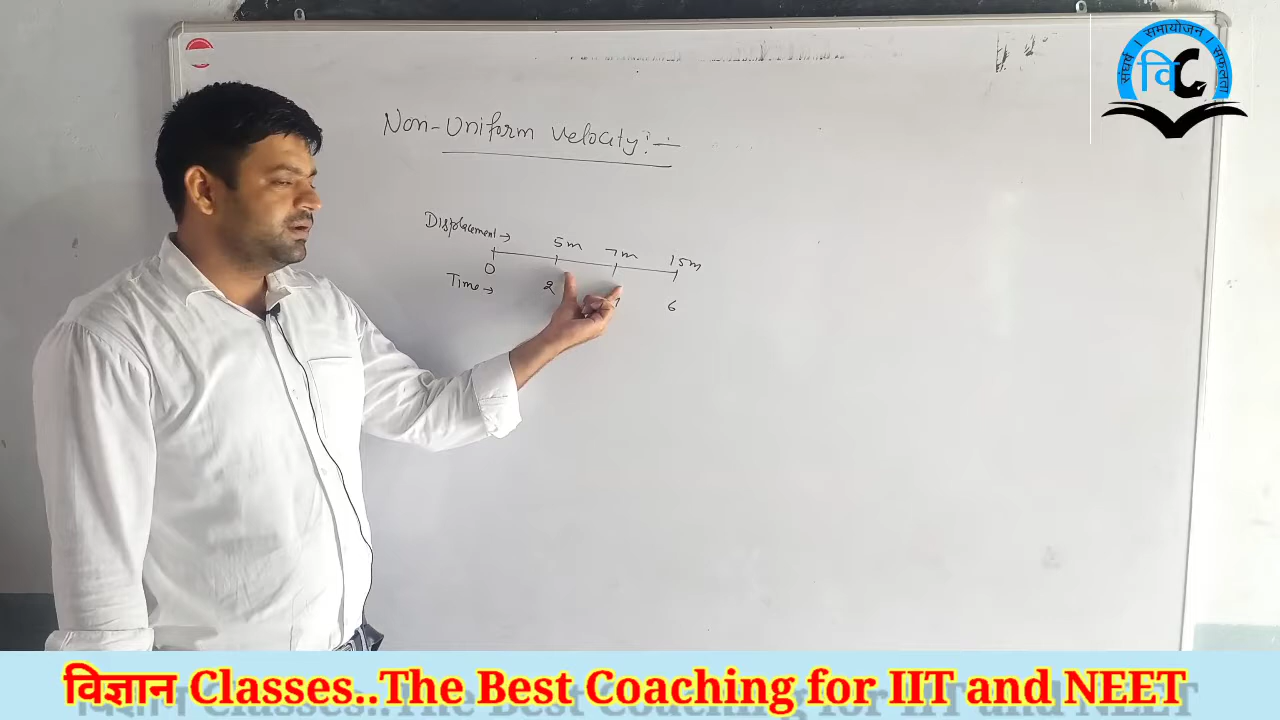 संघर्ष । समायोजन । सफलता
वि C
Non-Uniform Velocity:-
Displacement →
5m 7m 15m
0
Time →
2 6
विज्ञान Classes..The Best Coaching for IIT and NEET